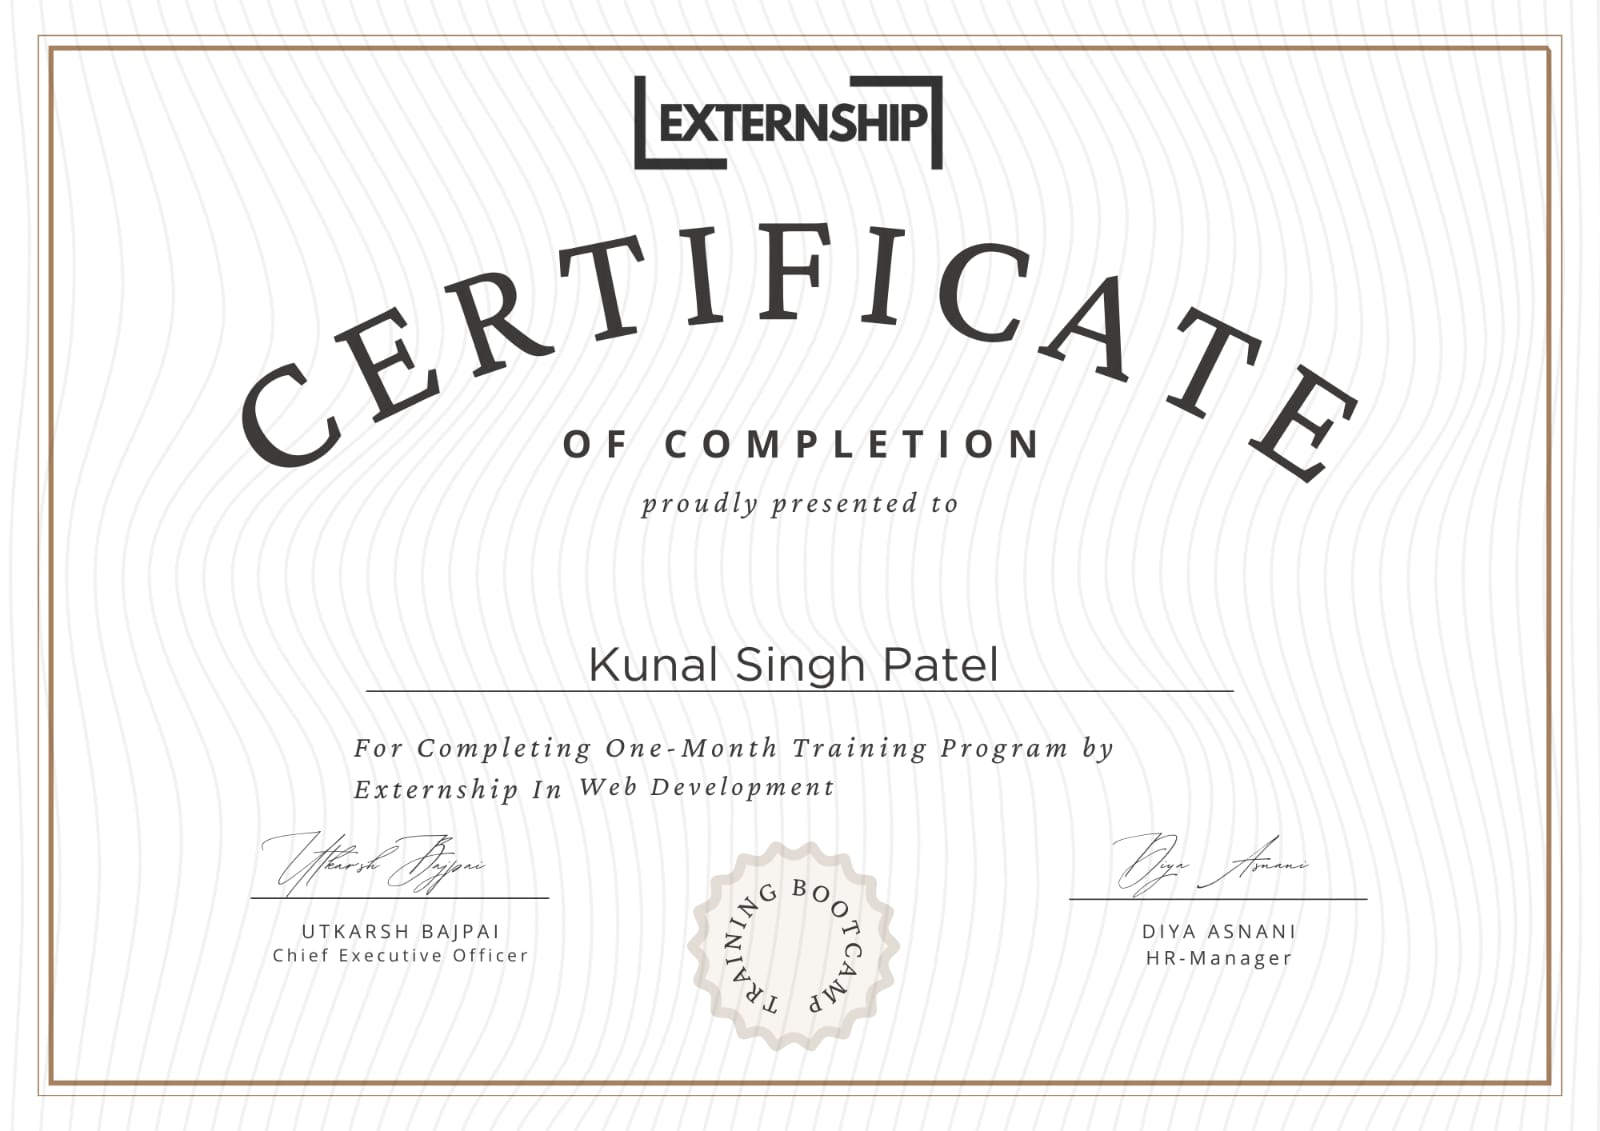 EXTERNSHIP
CERTIFICATE
OF COMPLETION
proudly presented to
Kunal Singh Patel
For Completing One-Month Training Program by
Externship In Web Development
Utkarsh Bajpai
Diya Asnani
UTKARSH BAJPAI
Chief Executive Officer
TRAINING BOOTCAMP
DIYA ASNANI
HR-Manager